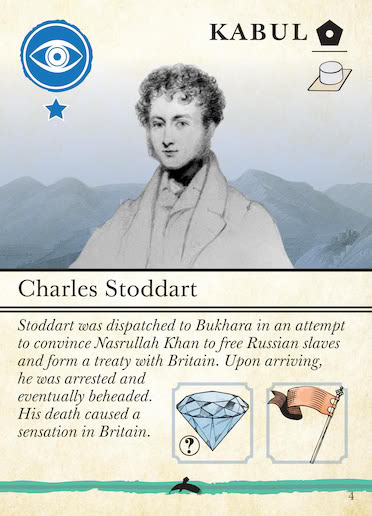 KABUL
Charles Stoddart
Stoddart was dispatched to Bukhara in an attempt
to convince Nasrullah Khan to free Russian slaves
and form a treaty with Britain. Upon arriving,
he was arrested and
eventually beheaded.
His death caused a
sensation in Britain.
?
4